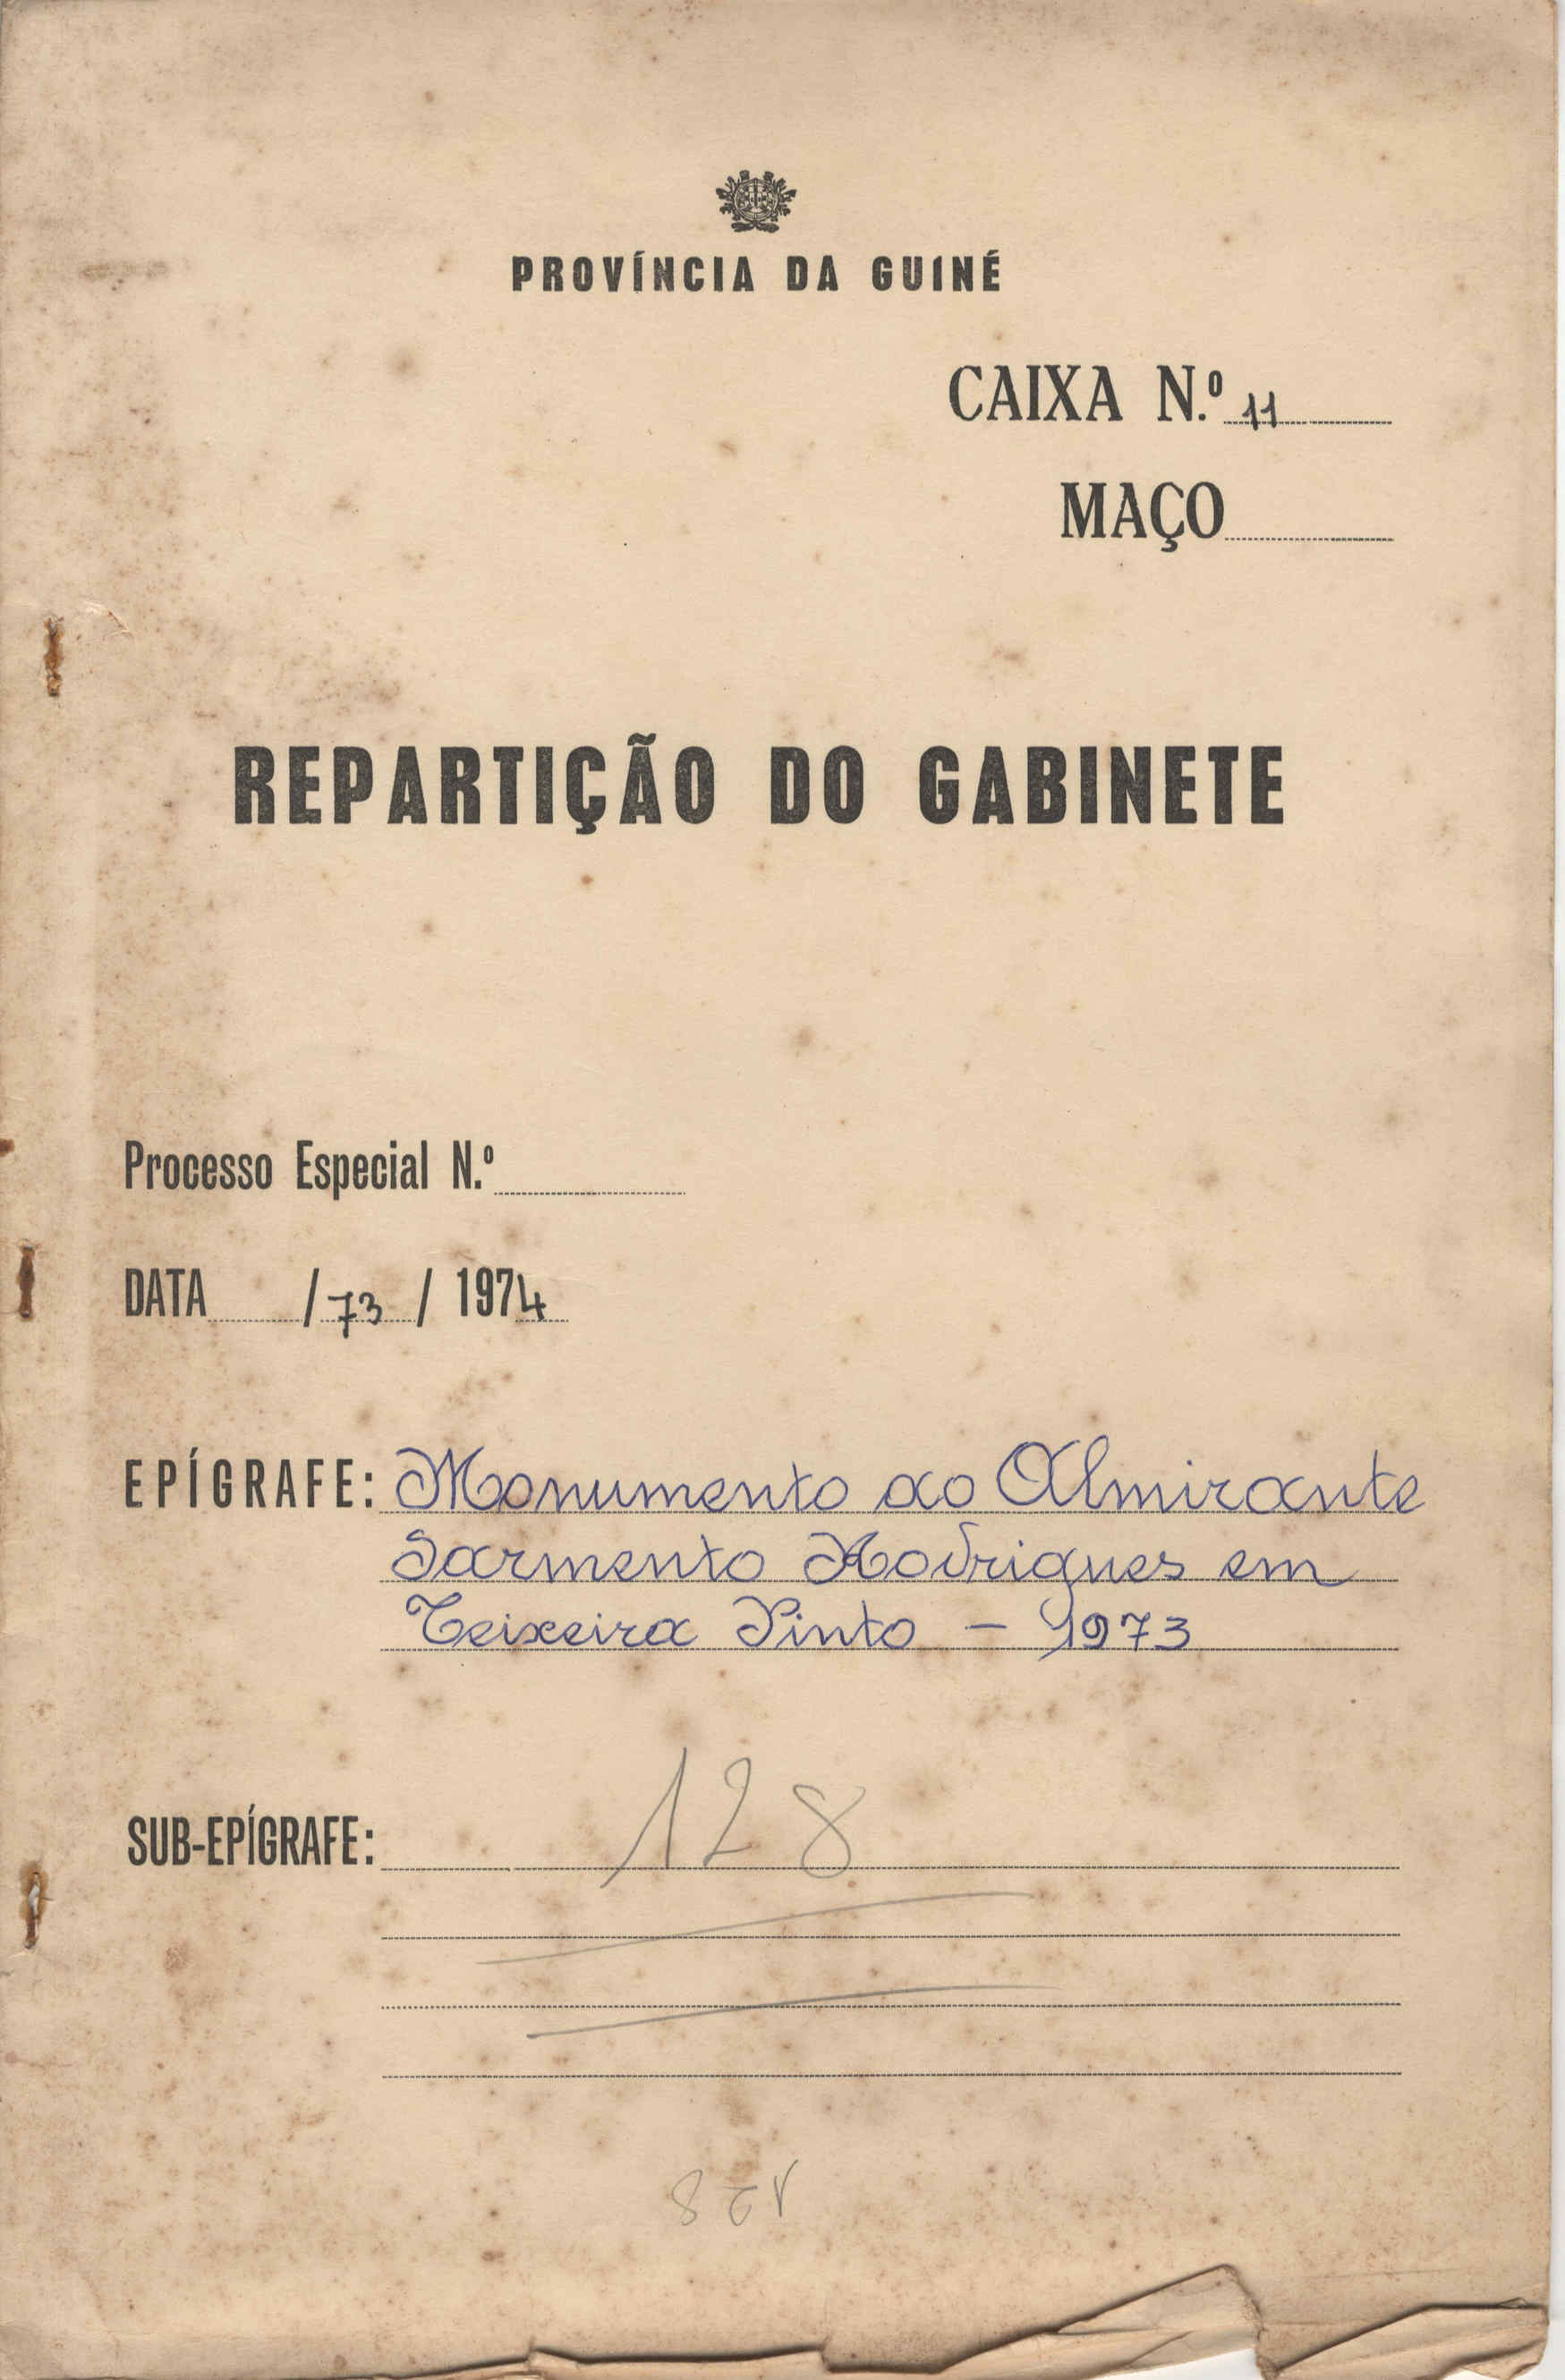 PROVÍNCIA DA GUINÉ
CAIXA N.º 11
MAÇO
REPARTIÇÃO DO GABINETE
Processo Especial N.º
DATA / 73 / 1974
EPÍGRAFE: Monumento ao Almirante
Sarmento Rodrigues em
Teixeira Pinto — 1973
SUB-EPÍGRAFE: 128
128